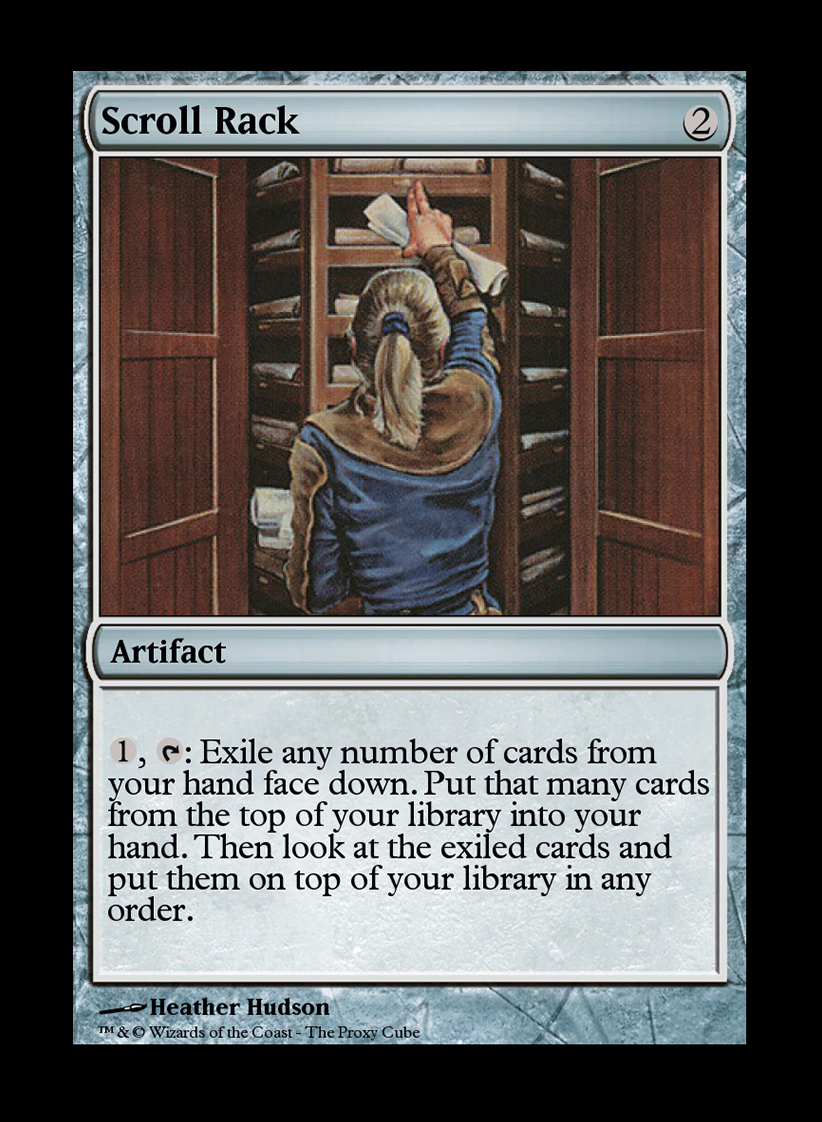 Scroll Rack 2
Artifact
1, : Exile any number of cards from
your hand face down. Put that many cards
from the top of your library into your
hand. Then look at the exiled cards and
put them on top of your library in any
order.
Heather Hudson
™ & © Wizards of the Coast - The Proxy Cube